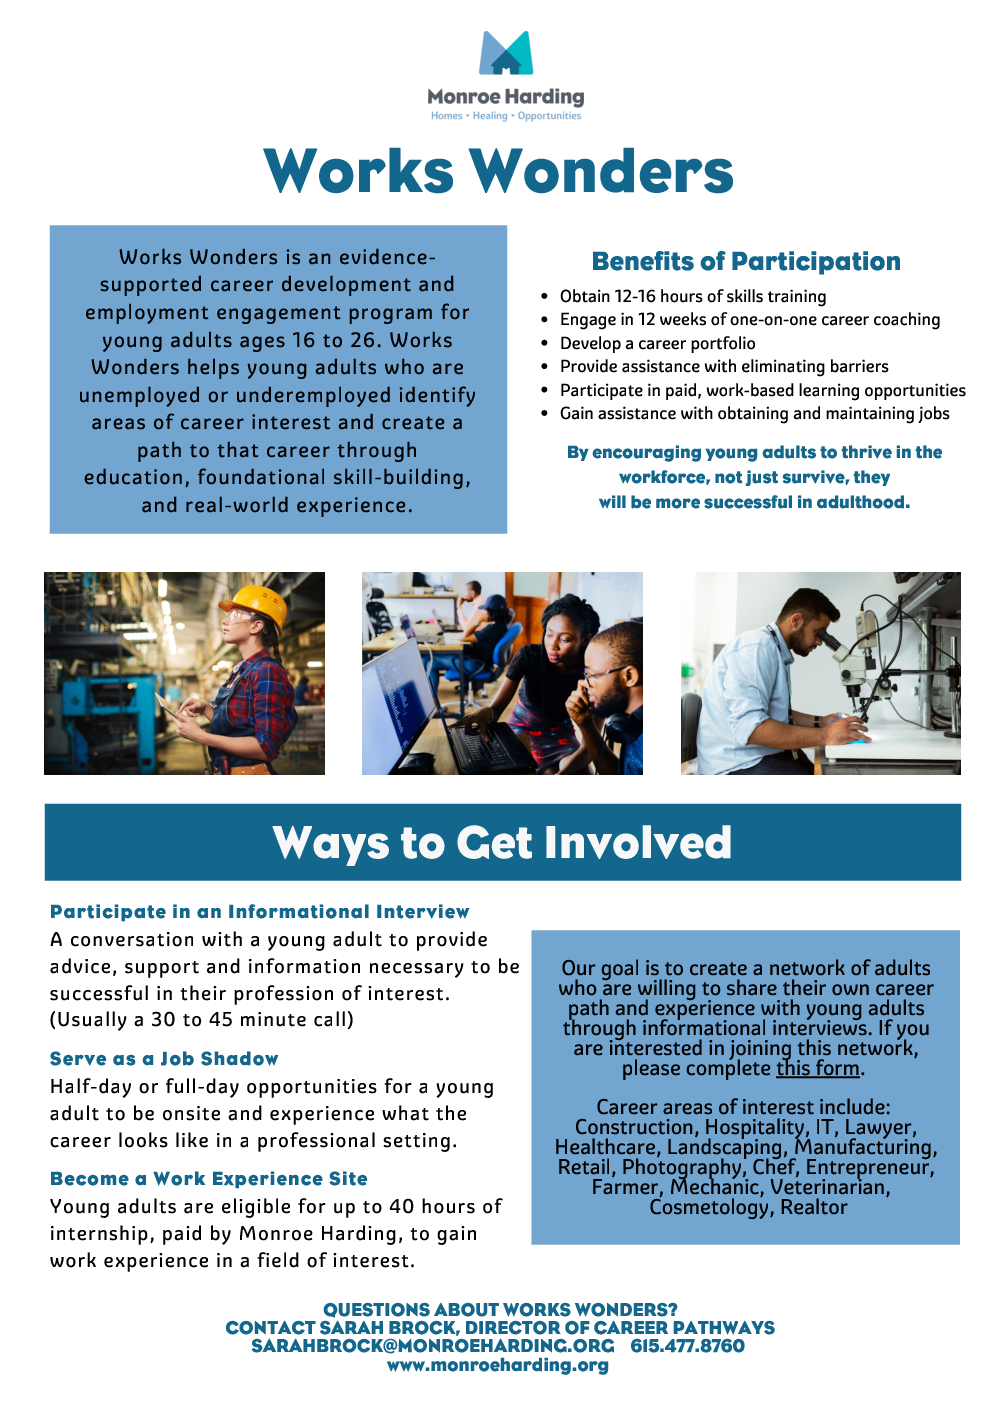 Monroe Harding
Homes • Healing • Opportunities
Works Wonders
Works Wonders is an evidence-
supported career development and
employment engagement program for
young adults ages 16 to 26. Works
Wonders helps young adults who are
unemployed or underemployed identify
areas of career interest and create a
path to that career through
education, foundational skill-building,
and real-world experience.
Benefits of Participation
• Obtain 12-16 hours of skills training
• Engage in 12 weeks of one-on-one career coaching
• Develop a career portfolio
• Provide assistance with eliminating barriers
• Participate in paid, work-based learning opportunities
• Gain assistance with obtaining and maintaining jobs
By encouraging young adults to thrive in the
workforce, not just survive, they
will be more successful in adulthood.
Ways to Get Involved
Participate in an Informational Interview
A conversation with a young adult to provide
advice, support and information necessary to be
successful in their profession of interest.
(Usually a 30 to 45 minute call)
Serve as a Job Shadow
Half-day or full-day opportunities for a young
adult to be onsite and experience what the
career looks like in a professional setting.
Become a Work Experience Site
Young adults are eligible for up to 40 hours of
internship, paid by Monroe Harding, to gain
work experience in a field of interest.
Our goal is to create a network of adults
who are willing to share their own career
path and experience with young adults
through informational interviews. If you
are interested in joining this network,
please complete this form.
Career areas of interest include:
Construction, Hospitality, IT, Lawyer,
Healthcare, Landscaping, Manufacturing,
Retail, Photography, Chef, Entrepreneur,
Farmer, Mechanic, Veterinarian,
Cosmetology, Realtor
QUESTIONS ABOUT WORKS WONDERS?
CONTACT SARAH BROCK, DIRECTOR OF CAREER PATHWAYS
SARAHBROCK@MONROEHARDING.ORG 615.477.8760
www.monroeharding.org